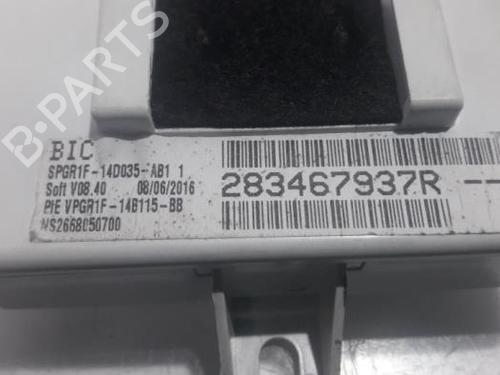 B-PARTS
BIC
SPGR1F-14D035-AB1 1
Soft V08.40 08/06/2016
PIE VPGR1F-14B115-BB
NS2668050700
283467937R --